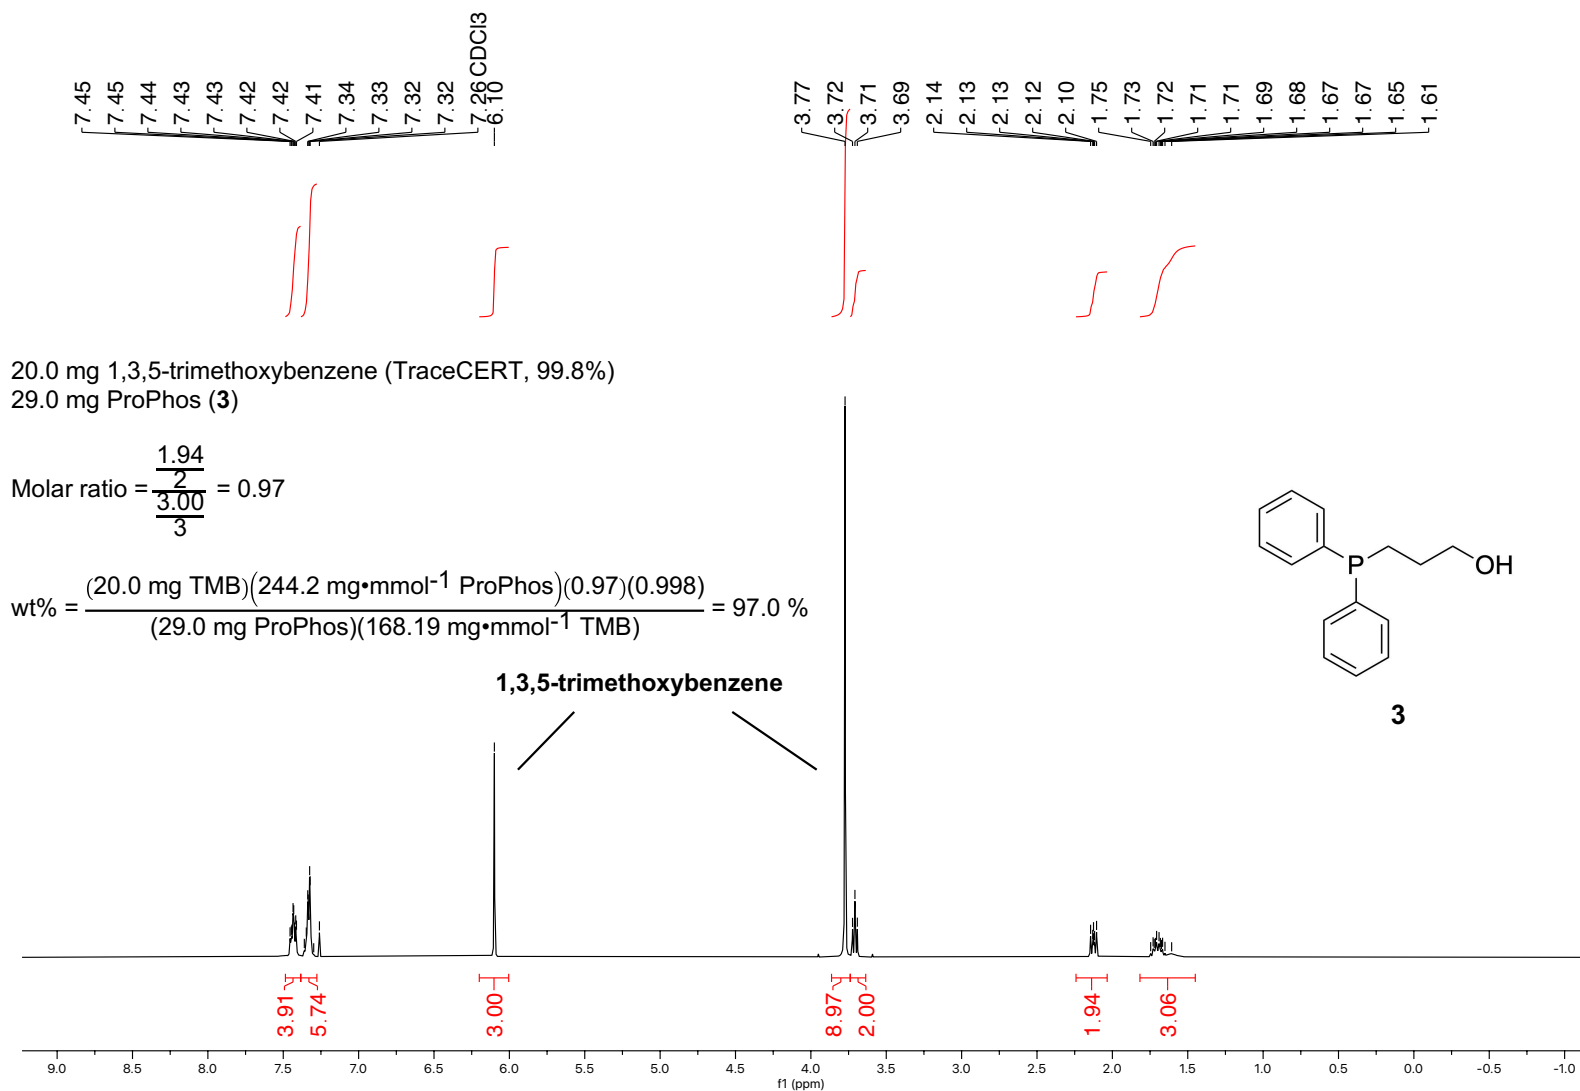 7.45 7.45 7.44 7.43 7.43 7.42 7.42 7.41 7.34 7.33 7.32 7.32 7.26 CDCl3 6.10 3.77 3.72 3.71 3.69 2.14 2.13 2.13 2.12 2.10 1.75 1.73 1.72 1.71 1.71 1.69 1.68 1.67 1.67 1.65 1.61
20.0 mg 1,3,5-trimethoxybenzene (TraceCERT, 99.8%)
29.0 mg ProPhos (3)
1.94
2
Molar ratio = = 0.97
3.00
3
(20.0 mg TMB)(244.2 mg•mmol-1 ProPhos)(0.97)(0.998)
wt% = = 97.0 %
(29.0 mg ProPhos)(168.19 mg•mmol-1 TMB)
1,3,5-trimethoxybenzene
P OH
3
3.91 5.74 3.00 8.97 2.00 1.94 3.06
9.0 8.5 8.0 7.5 7.0 6.5 6.0 5.5 5.0 4.5 4.0 3.5 3.0 2.5 2.0 1.5 1.0 0.5 0.0 -0.5 -1.0
f1 (ppm)